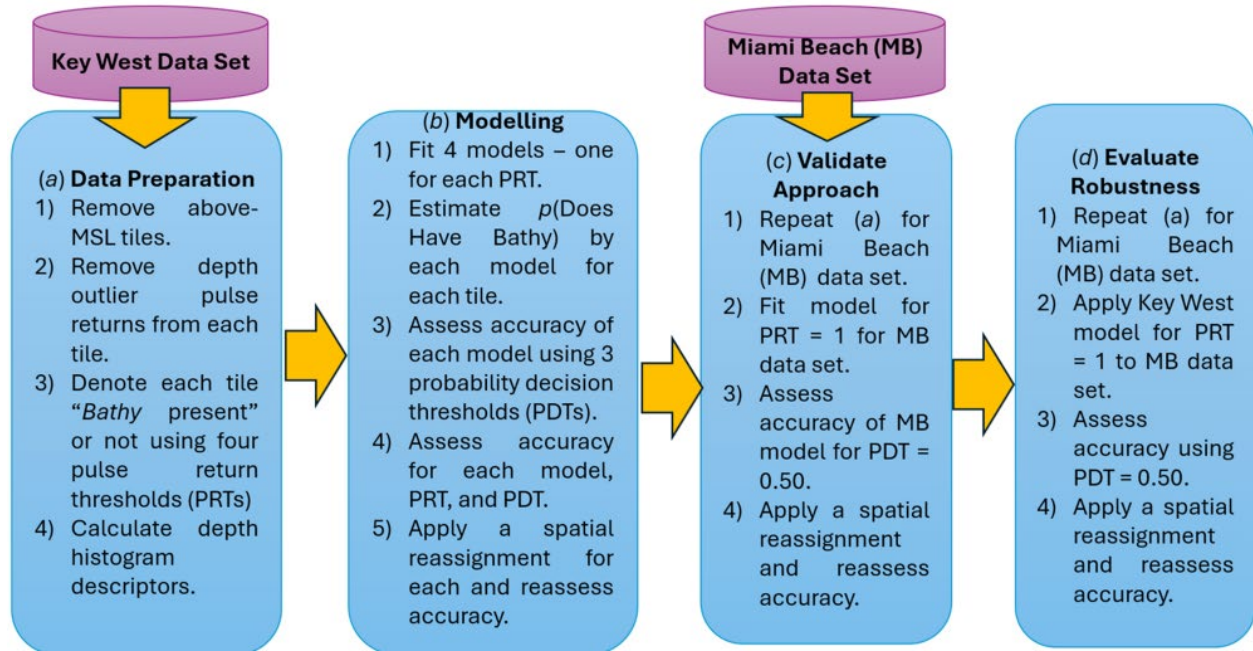 Key West Data Set
(a) Data Preparation
1) Remove above-
MSL tiles.
2) Remove depth
outlier pulse
returns from each
tile.
3) Denote each tile
“Bathy present”
or not using four
pulse return
thresholds (PRTs)
4) Calculate depth
histogram
descriptors.
(b) Modelling
1) Fit 4 models – one
for each PRT.
2) Estimate p(Does
Have Bathy) by
each model for
each tile.
3) Assess accuracy of
each model using 3
probability decision
thresholds (PDTs).
4) Assess accuracy
for each model,
PRT, and PDT.
5) Apply a spatial
reassignment for
each and reassess
accuracy.
Miami Beach (MB)
Data Set
(c) Validate
Approach
1) Repeat (a) for
Miami Beach
(MB) data set.
2) Fit model for
PRT = 1 for MB
data set.
3) Assess
accuracy of MB
model for PDT =
0.50.
4) Apply a spatial
reassignment
and reassess
accuracy.
(d) Evaluate
Robustness
1) Repeat (a) for
Miami Beach
(MB) data set.
2) Apply Key West
model for PRT
= 1 to MB data
set.
3) Assess
accuracy using
PDT = 0.50.
4) Apply a spatial
reassignment
and reassess
accuracy.